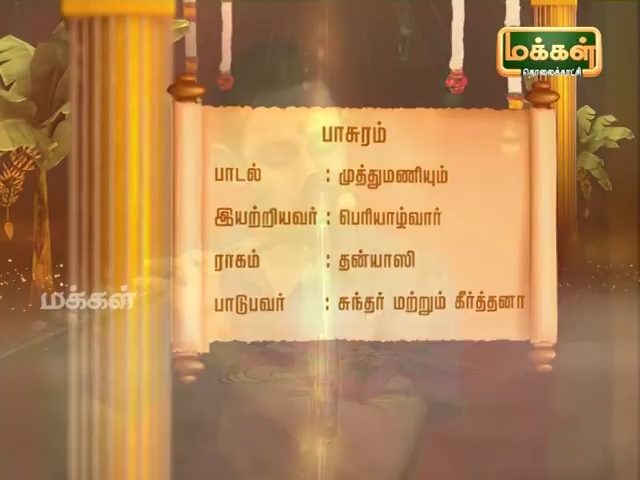 மக்கள்
தொலைக்காட்சி
பாசுரம்
பாடல் : முத்துமணியும்
இயற்றியவர் : பெரியாழ்வார்
ராகம் : தன்யாஸி
பாடுபவர் : சுந்தர் மற்றும் கீர்த்தனா
மக்கள்